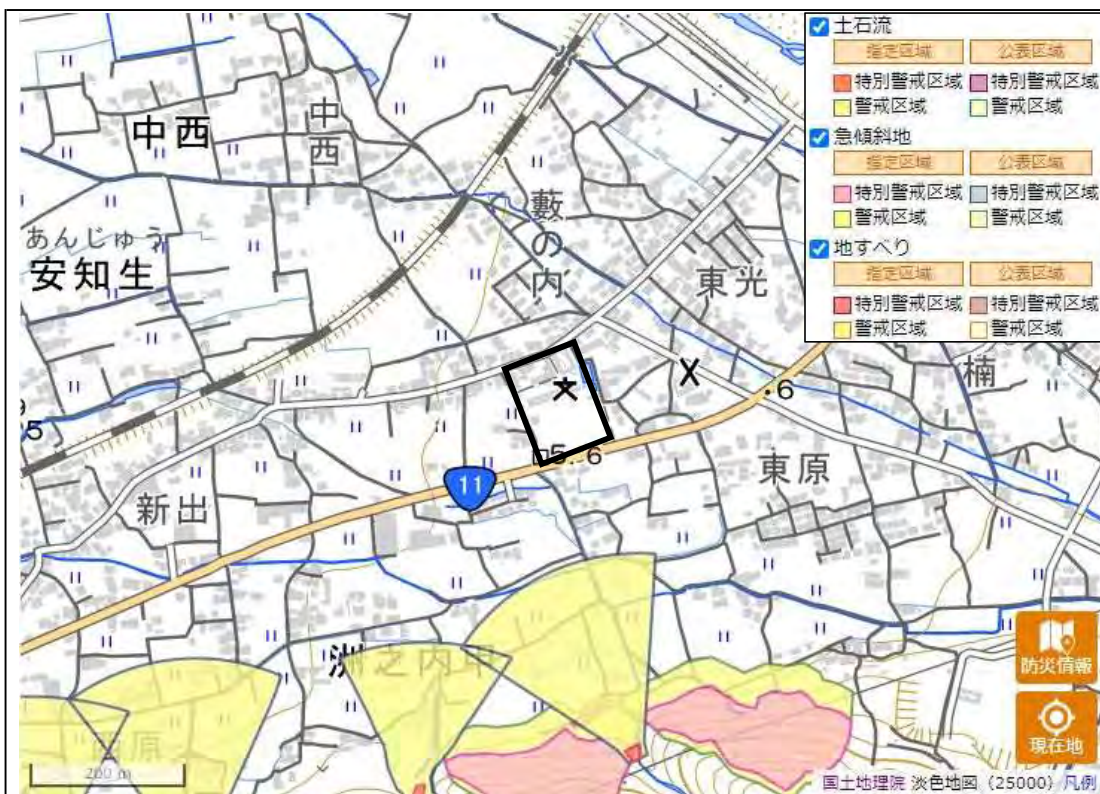 土石流
指定区域 公表区域
特別警戒区域 特別警戒区域
警戒区域 警戒区域
急傾斜地
指定区域 公表区域
特別警戒区域 特別警戒区域
警戒区域 警戒区域
地すべり
指定区域 公表区域
特別警戒区域 特別警戒区域
警戒区域 警戒区域
中西
中西
藪の内
東光
あんじゅう
安知生
楠
.6
5.6
11
東原
新出
洲之内甲
西原
防災情報
現在地
200 m
国土地理院 淡色地図（25000）凡例